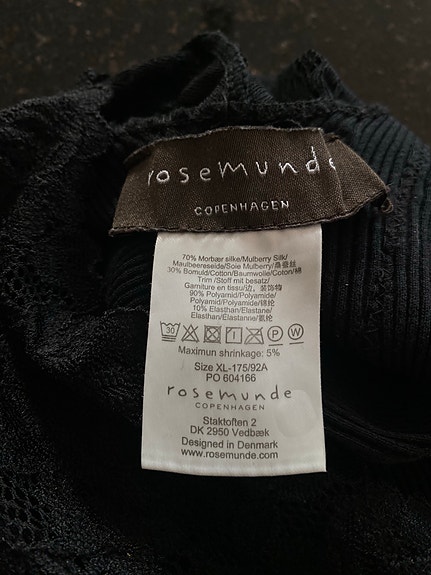 rosemunde
COPENHAGEN
70% Morbær silke/Mulberry Silk/
Maulbeereseide/Soie Mulberry/桑蚕丝
30% Bomuld/Cotton/Baumwolle/Coton/棉
Trim /Stoff mit besatz/
Garniture en tissu/边，装饰物
90% Polyamid/Polyamide/
Polyamid/Polyamide/锦纶
10% Elasthan/Elastane/
Elasthan/Elastanne/氨纶
30 P W
Maximun shrinkage: 5%
Size XL-175/92A
PO 604166
rosemunde
COPENHAGEN
Staktoften 2
DK 2950 Vedbæk
Designed in Denmark
www.rosemunde.com